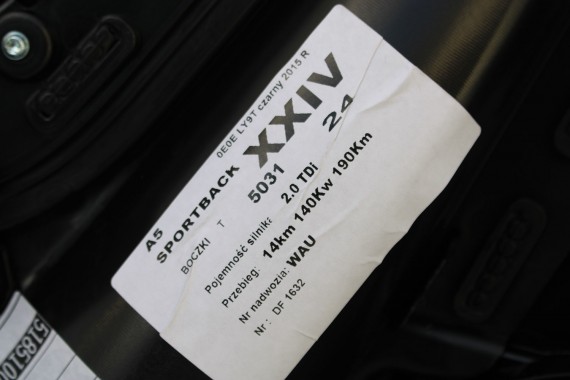 0E0E LY9T czarny 2015 R
A5
SPORTBACK XXIV
BOCZKI T 5031 24
Pojemność silnika: 2.0 TDi
Przebieg: 14km 140Kw 190Km
Nr nadwozia: WAU
Nr : DF 1632